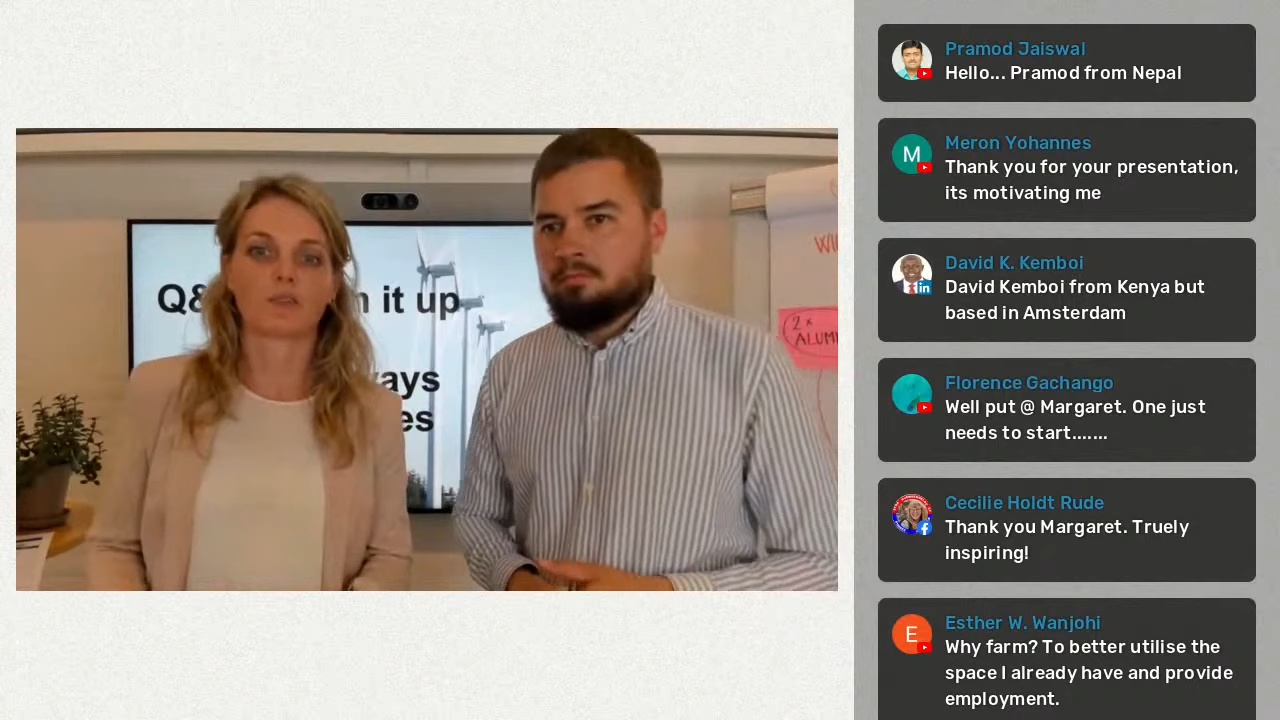 Q&
n it up
ays
es
WI
2x
ALUM
Pramod Jaiswal
Hello... Pramod from Nepal
M
Meron Yohannes
Thank you for your presentation,
its motivating me
David K. Kemboi
in
David Kemboi from Kenya but
based in Amsterdam
Florence Gachango
Well put @ Margaret. One just
needs to start.......
Cecilie Holdt Rude
Thank you Margaret. Truely
inspiring!
E
Esther W. Wanjohi
Why farm? To better utilise the
space I already have and provide
employment.